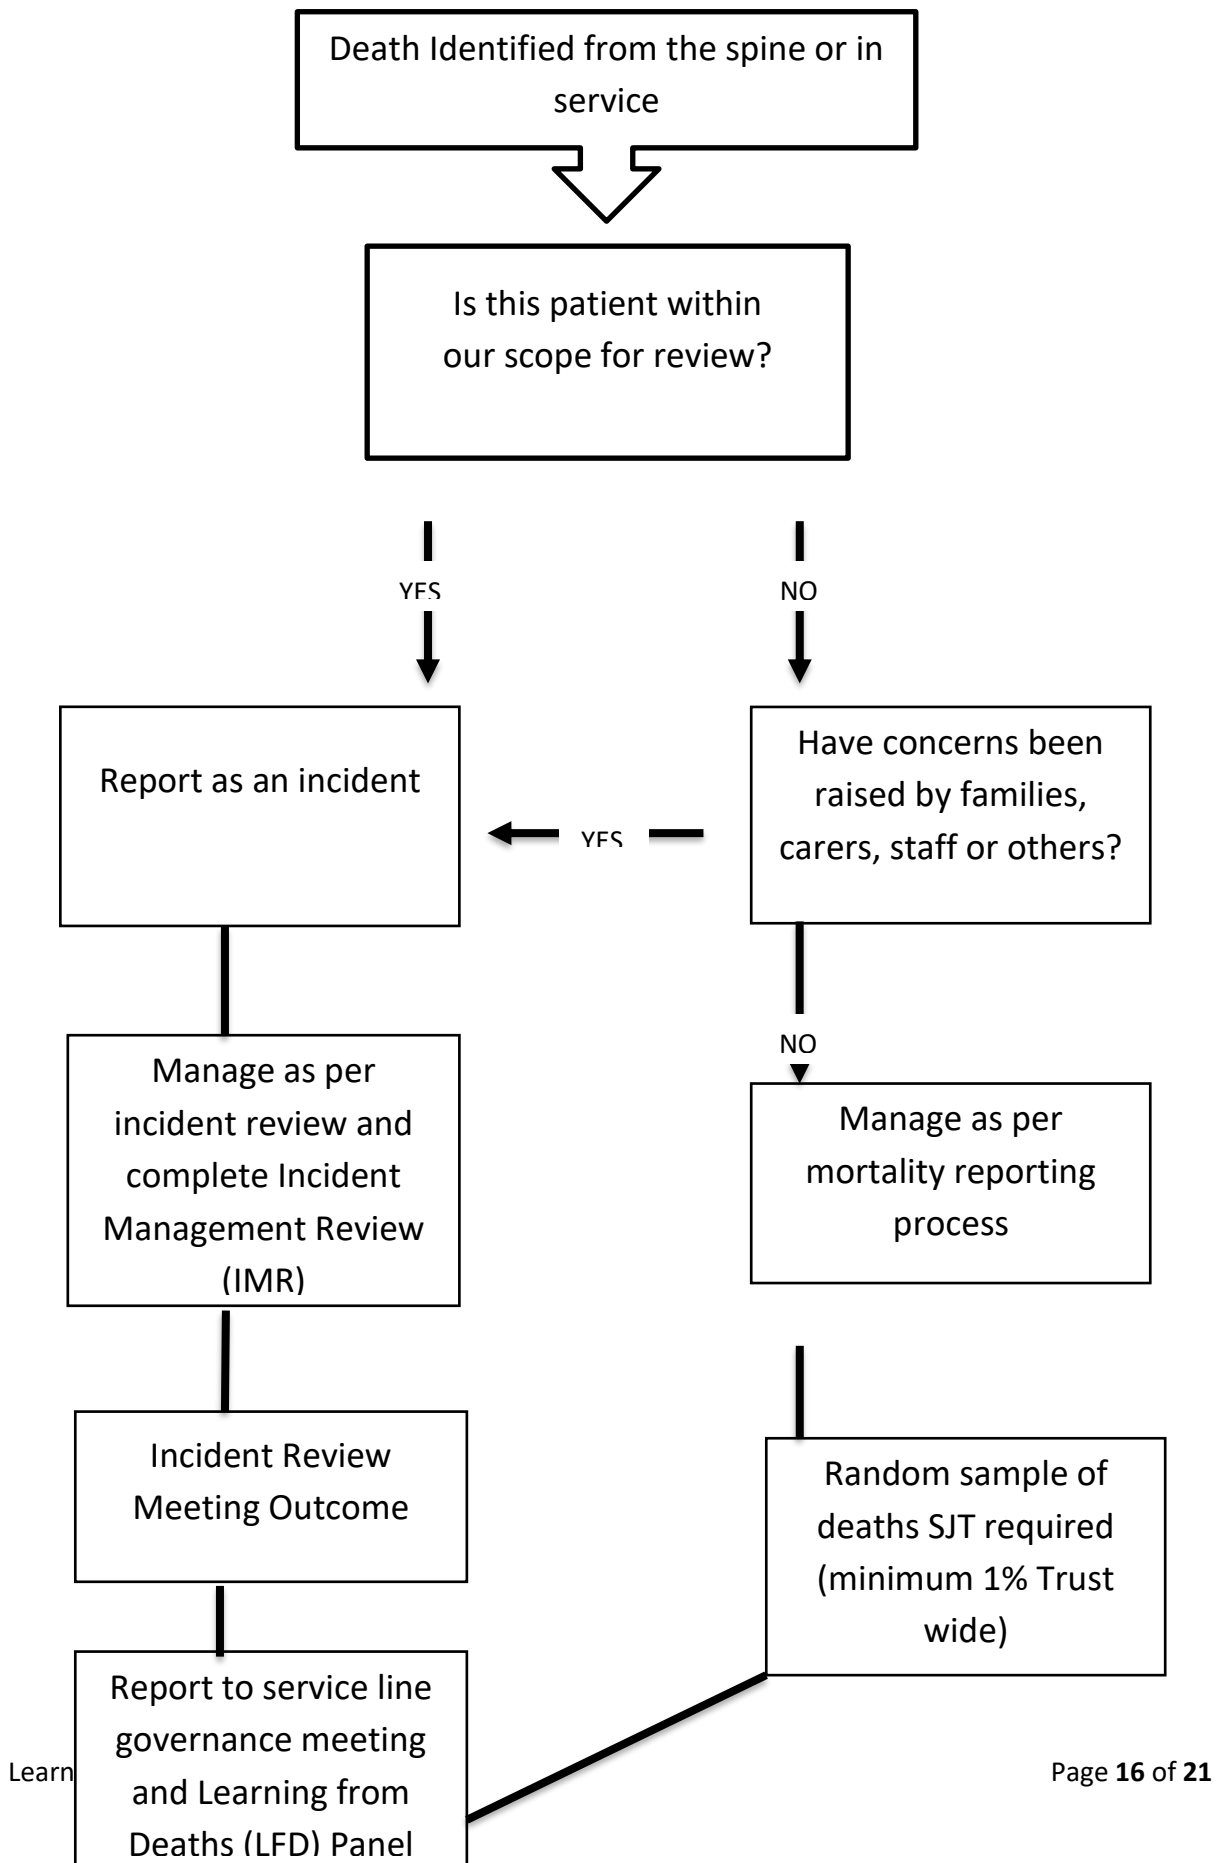 Death Identified from the spine or in
service
Is this patient within
our scope for review?
YES
NO
Report as an incident
Have concerns been
raised by families,
carers, staff or others?
YES
Manage as per
incident review and
complete Incident
Management Review
(IMR)
NO
Manage as per
mortality reporting
process
Incident Review
Meeting Outcome
Random sample of
deaths SJT required
(minimum 1% Trust
wide)
Report to service line
governance meeting
and Learning from
Deaths (LFD) Panel
Learn
Page 16 of 21